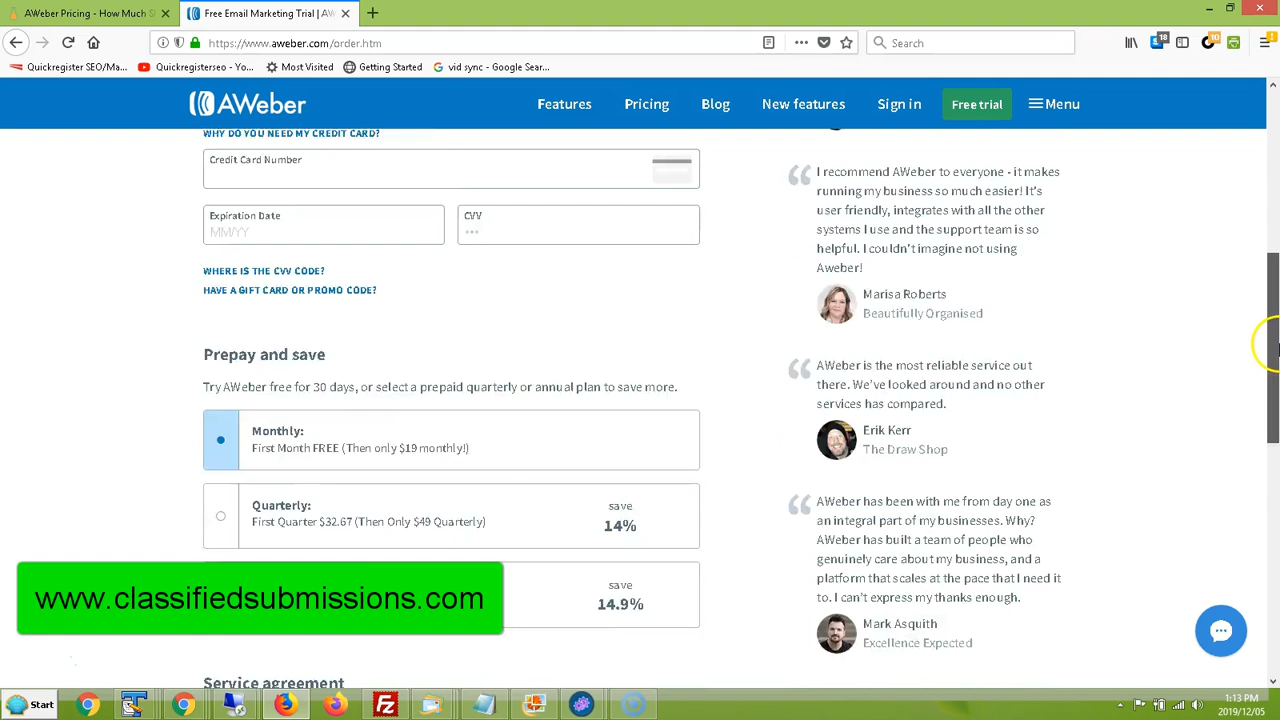 AWeber Pricing - How Much S
Free Email Marketing Trial | AW
https://www.aweber.com/order.htm
Search
18
10
1
Quickregister SEO/Ma...
Quickregisterseo - Yo...
Most Visited
Getting Started
vid sync - Google Sear...
AWeber
Features
Pricing
Blog
New features
Sign in
Free trial
Menu
WHY DO YOU NEED MY CREDIT CARD?
Credit Card Number
Expiration Date
MM/YY
CVV
WHERE IS THE CVV CODE?
HAVE A GIFT CARD OR PROMO CODE?
Prepay and save
Try AWeber free for 30 days, or select a prepaid quarterly or annual plan to save more.
Monthly:
First Month FREE (Then only $19 monthly!)
Quarterly:
First Quarter $32.67 (Then Only $49 Quarterly)
save
14%
save
14.9%
www.classifiedsubmissions.com
Service agreement
I recommend AWeber to everyone - it makes
running my business so much easier! It's
user friendly, integrates with all the other
systems I use and the support team is so
helpful. I couldn't imagine not using
Aweber!
Marisa Roberts
Beautifully Organised
AWeber is the most reliable service out
there. We've looked around and no other
services has compared.
Erik Kerr
The Draw Shop
AWeber has been with me from day one as
an integral part of my businesses. Why?
AWeber has built a team of people who
genuinely care about my business, and a
platform that scales at the pace that I need it
to. I can't express my thanks enough.
Mark Asquith
Excellence Expected
Start
1:13 PM
2019/12/05